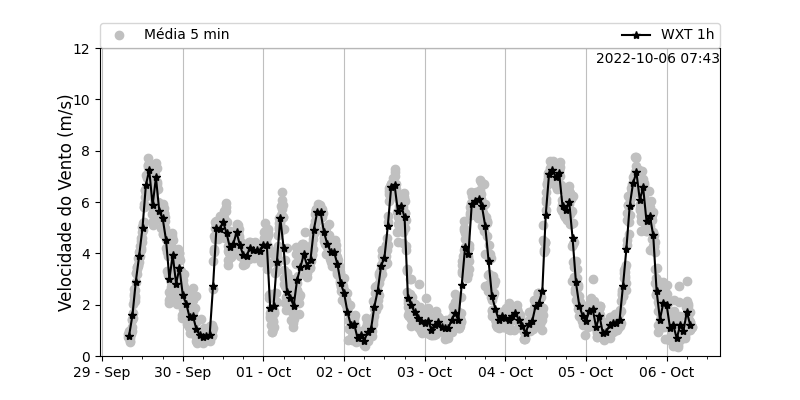 Média 5 min
WXT 1h
2022-10-06 07:43
Velocidade do Vento (m/s)
12
10
8
6
4
2
0
29 - Sep
30 - Sep
01 - Oct
02 - Oct
03 - Oct
04 - Oct
05 - Oct
06 - Oct